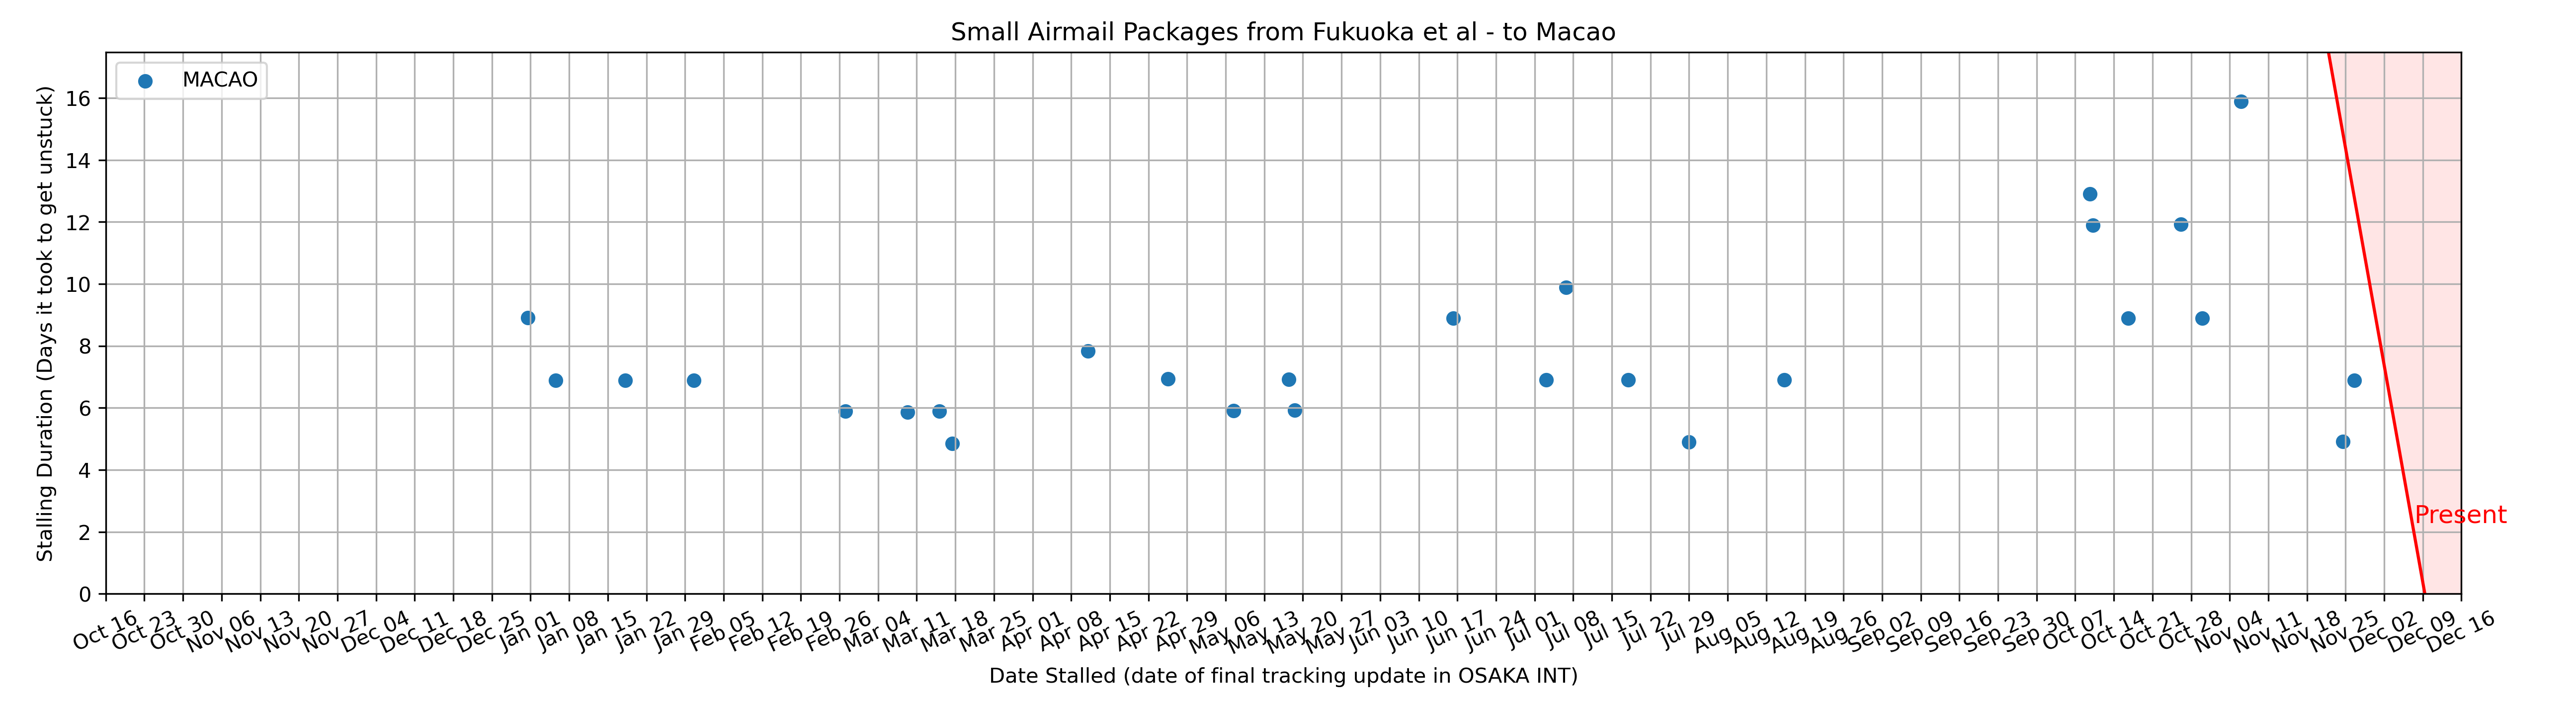 Small Airmail Packages from Fukuoka et al - to Macao
MACAO
Stalling Duration (Days it took to get unstuck)
16
14
12
10
8
6
4
2
0
Present
Oct 16 Oct 23 Oct 30 Nov 06 Nov 13 Nov 20 Nov 27 Dec 04 Dec 11 Dec 18 Dec 25 Jan 01 Jan 08 Jan 15 Jan 22 Jan 29 Feb 05 Feb 12 Feb 19 Feb 26 Mar 04 Mar 11 Mar 18 Mar 25 Apr 01 Apr 08 Apr 15 Apr 22 Apr 29 May 06 May 13 May 20 May 27 Jun 03 Jun 10 Jun 17 Jun 24 Jul 01 Jul 08 Jul 15 Jul 22 Jul 29 Aug 05 Aug 12 Aug 19 Aug 26 Sep 02 Sep 09 Sep 16 Sep 23 Sep 30 Oct 07 Oct 14 Oct 21 Oct 28 Nov 04 Nov 11 Nov 18 Nov 25 Dec 02 Dec 09 Dec 16
Date Stalled (date of final tracking update in OSAKA INT)